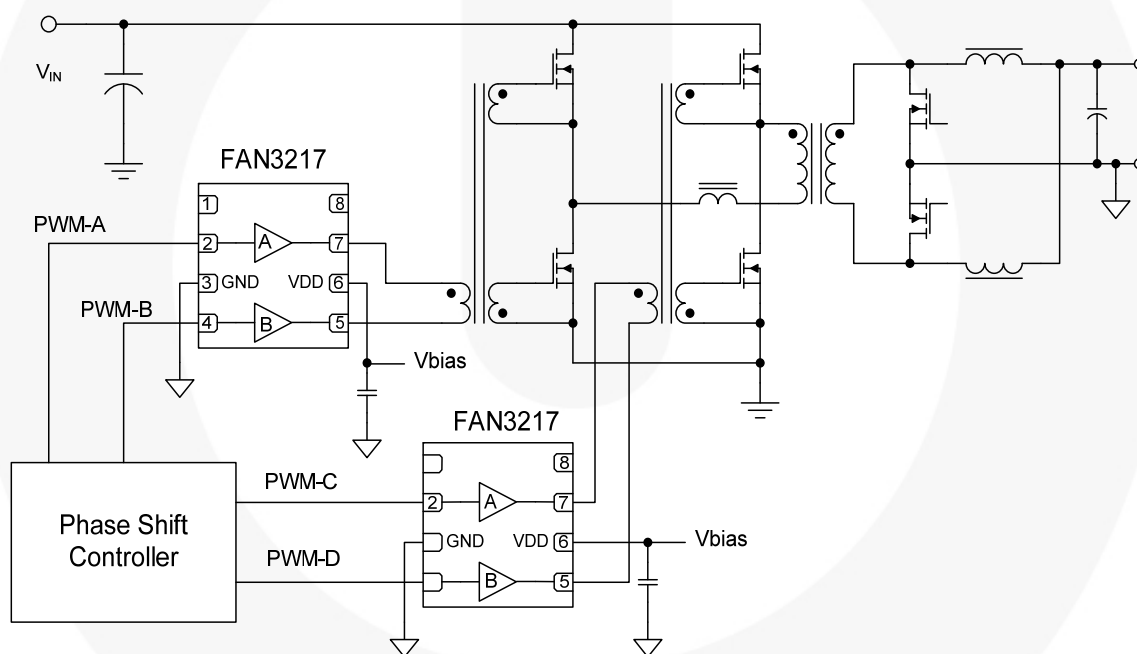 VIN
FAN3217
1
8
PWM-A
2
A
7
3
GND
VDD
6
PWM-B
4
B
5
Vbias
FAN3217
8
PWM-C
2
A
7
GND
VDD
6
Vbias
PWM-D
B
5
Phase Shift
Controller